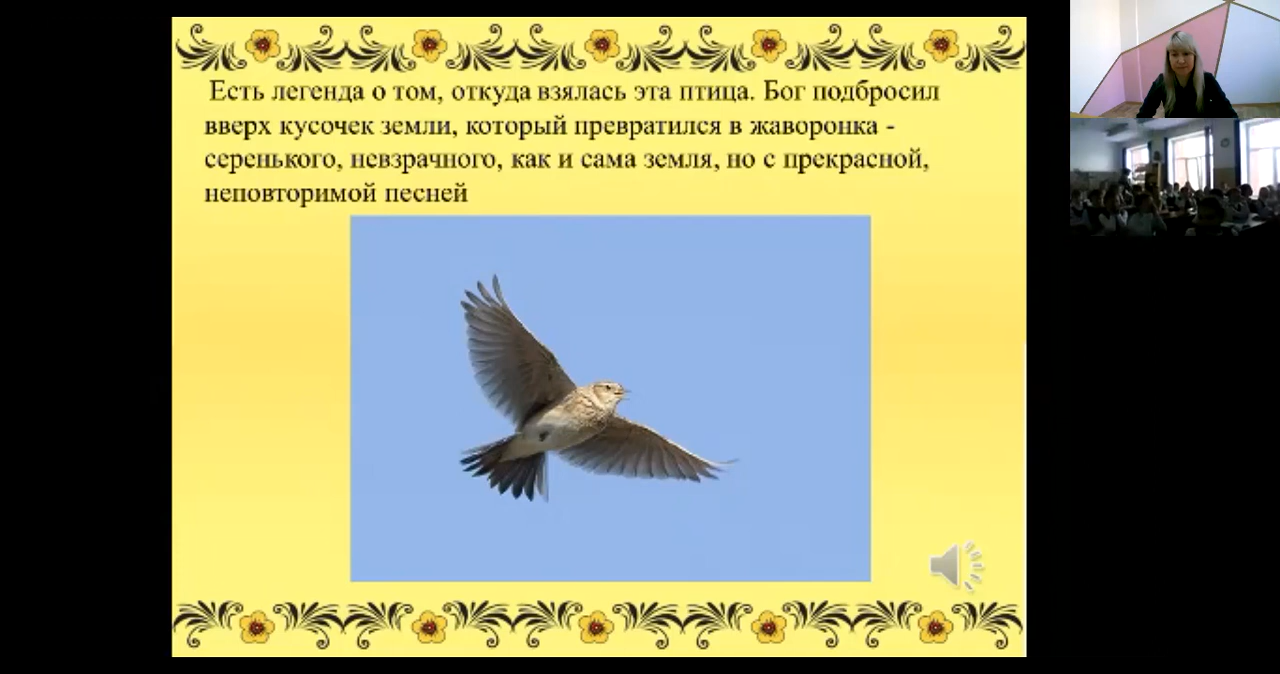 Есть легенда о том, откуда взялась эта птица. Бог подбросил
вверх кусочек земли, который превратился в жаворонка -
серенького, невзрачного, как и сама земля, но с прекрасной,
неповторимой песней